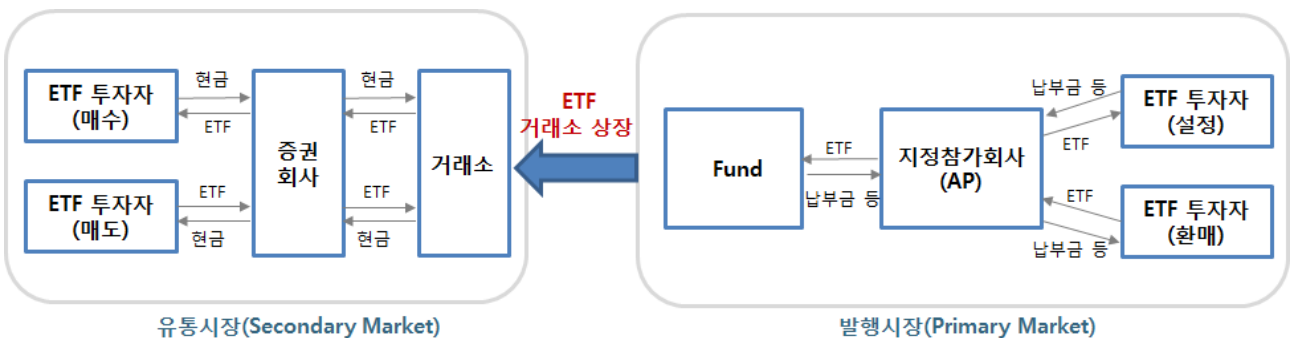 ETF 투자자
(매수)
현금
ETF
ETF 투자자
(매도)
ETF
현금
증권
회사
현금
ETF
ETF
현금
거래소
유통시장(Secondary Market)
ETF
거래소 상장
Fund
ETF
납부금 등
지정참가회사
(AP)
납부금 등
ETF
ETF 투자자
(설정)
ETF
납부금 등
ETF 투자자
(환매)
발행시장(Primary Market)